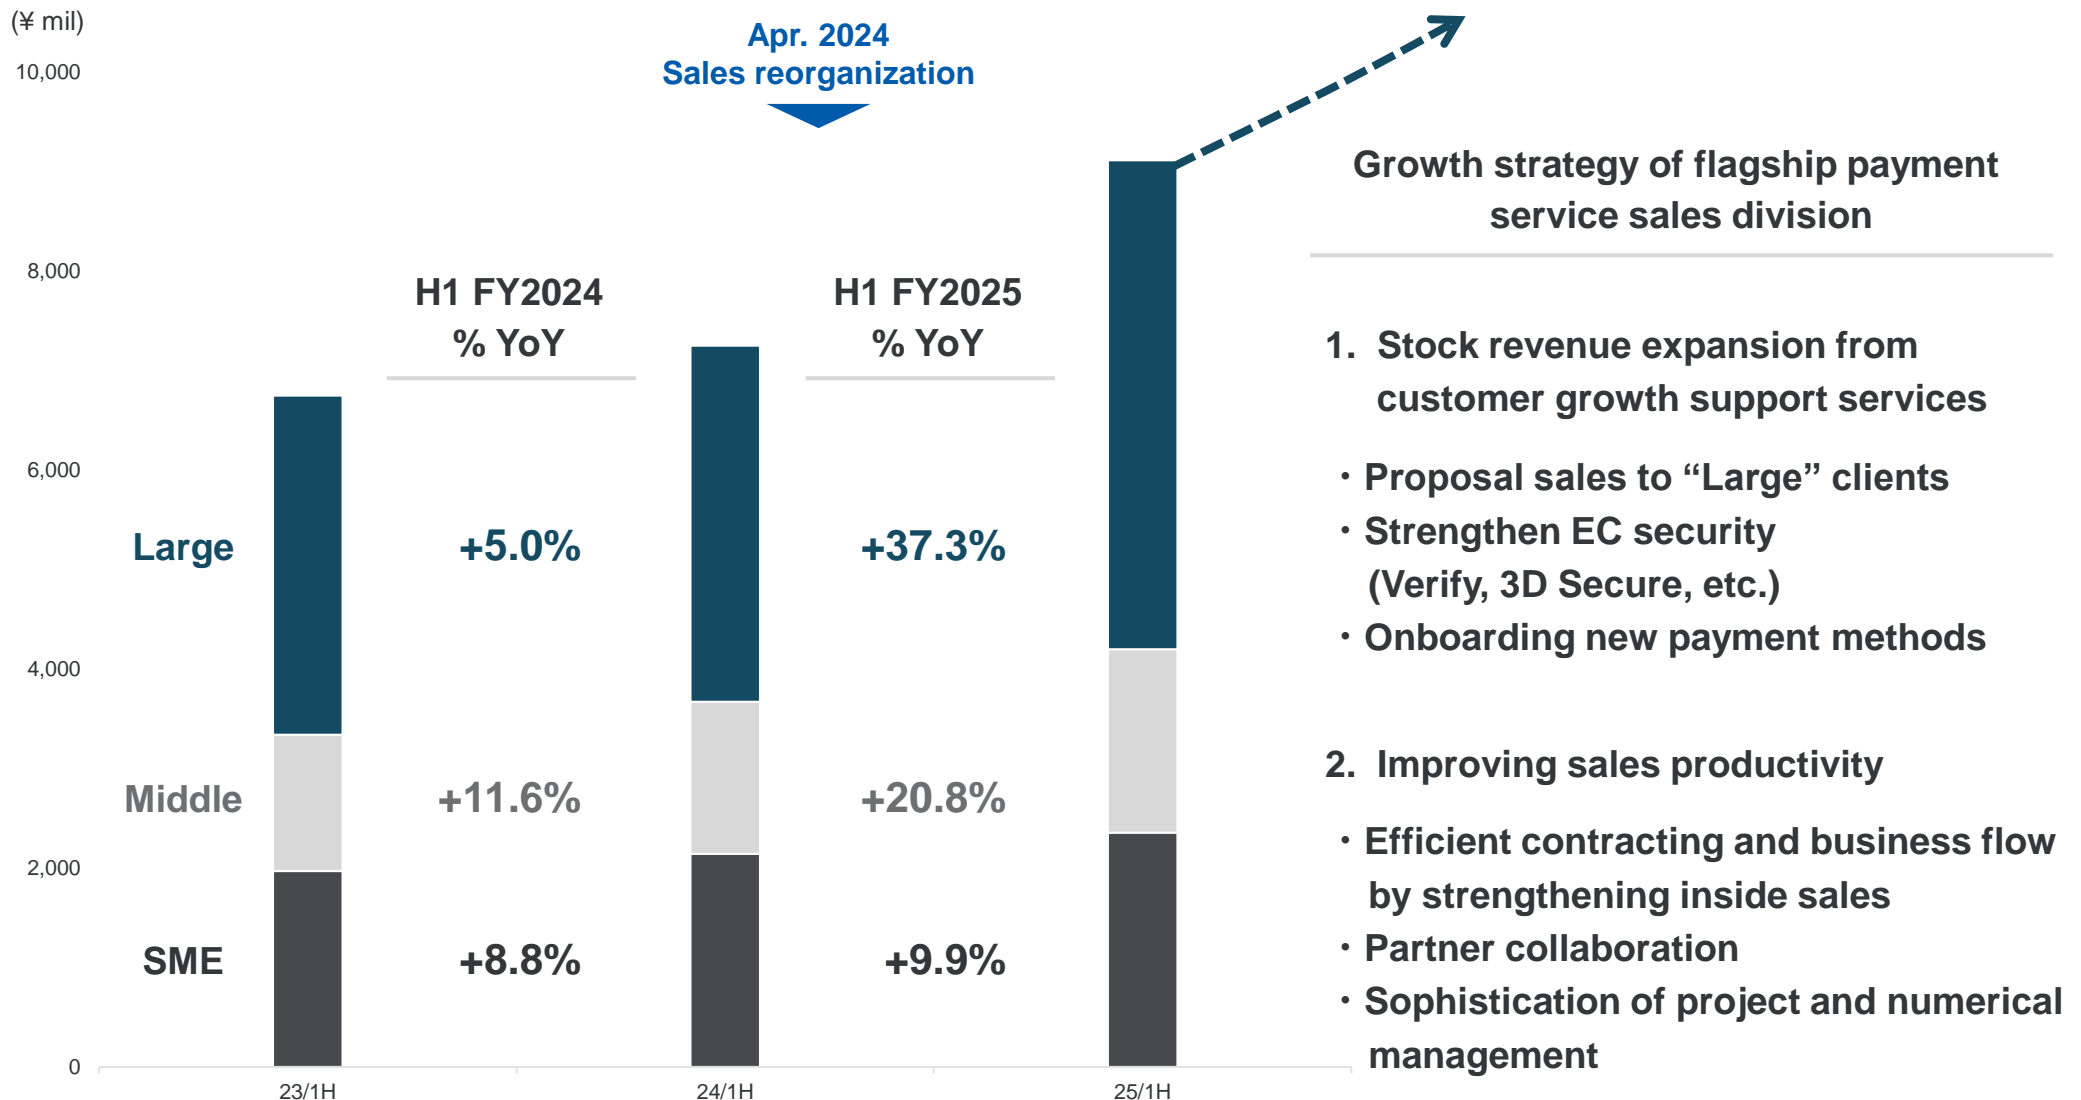 (¥ mil)
10,000
8,000
6,000
4,000
2,000
0
Apr. 2024
Sales reorganization
H1 FY2024
% YoY
H1 FY2025
% YoY
Large
+5.0%
+37.3%
Middle
+11.6%
+20.8%
SME
+8.8%
+9.9%
23/1H
24/1H
25/1H
Growth strategy of flagship payment
service sales division
1. Stock revenue expansion from
customer growth support services
・Proposal sales to “Large” clients
・Strengthen EC security
(Verify, 3D Secure, etc.)
・Onboarding new payment methods
2. Improving sales productivity
・Efficient contracting and business flow
by strengthening inside sales
・Partner collaboration
・Sophistication of project and numerical
management